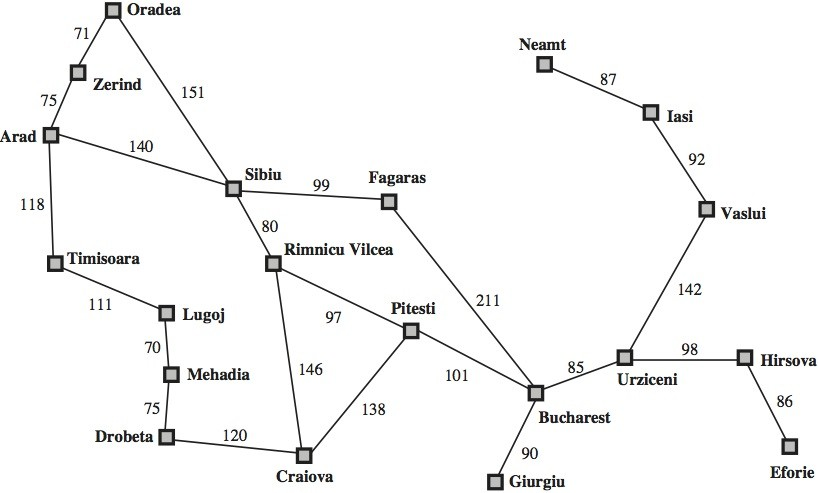 Oradea
71
Neamt
Zerind
87
151
75
Iasi
Arad
140
92
Sibiu
Fagaras
99
118
Vaslui
80
Timisoara
Rimnicu Vilcea
142
211
111
Lugoj
97
Pitesti
70
98
Hirsova
146
101
85
Mehadia
Urziceni
86
75
138
Bucharest
120
Drobeta
90
Craiova
Eforie
Giurgiu